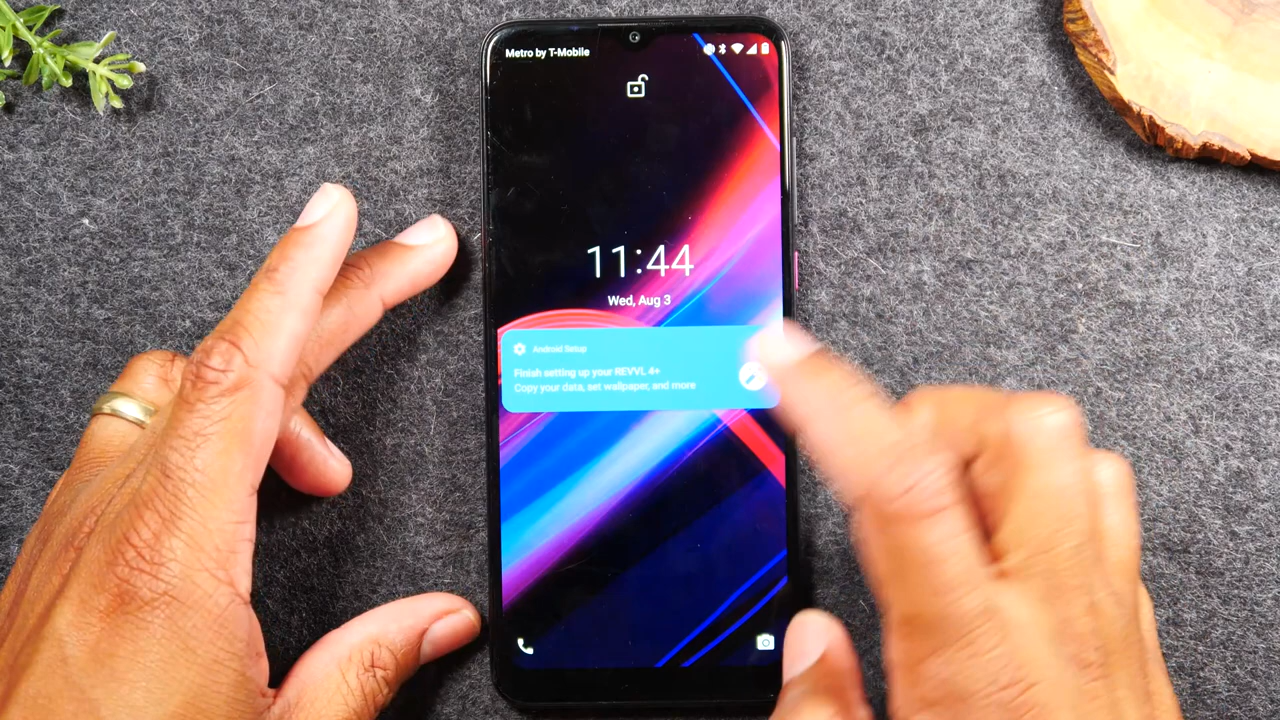 Metro by T-Mobile
11:44
Wed, Aug 3
Android Setup
Finish setting up your REVVL 4+
Copy your data, set wallpaper, and more